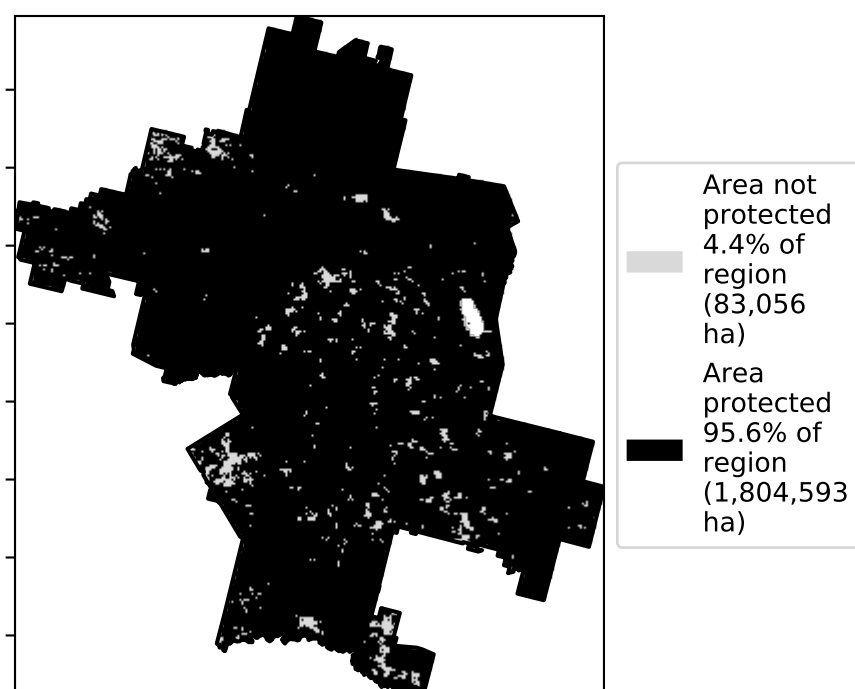 Area not
protected
4.4% of
region
(83,056
ha)
Area
protected
95.6% of
region
(1,804,593
ha)